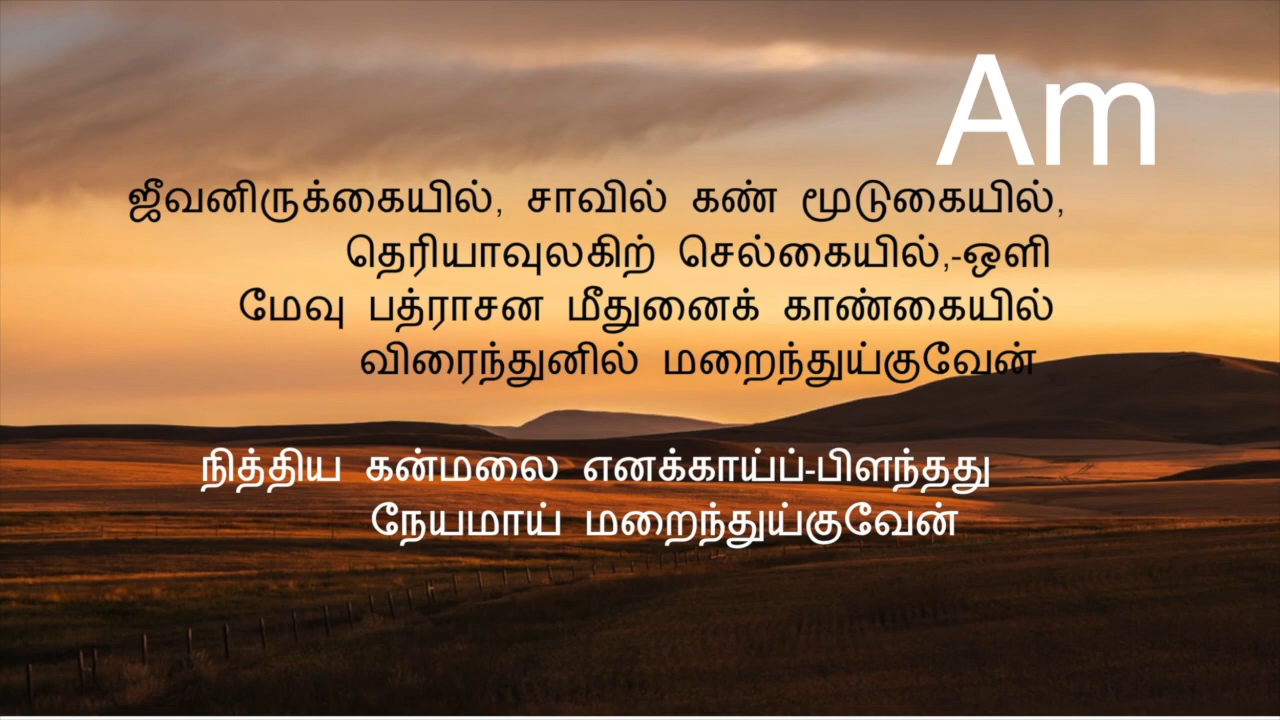 Am
ஜீவனிருக்கையில், சாவில் கண் மூடுகையில்,
தெரியாவுலகிற் செல்கையில்,-ஒளி
மேவு பத்ராசன மீதுனைக் காண்கையில்
விரைந்துனில் மறைந்துய்குவேன்
நித்திய கன்மலை எனக்காய்ப்-பிளந்தது
நேயமாய் மறைந்துய்குவேன்